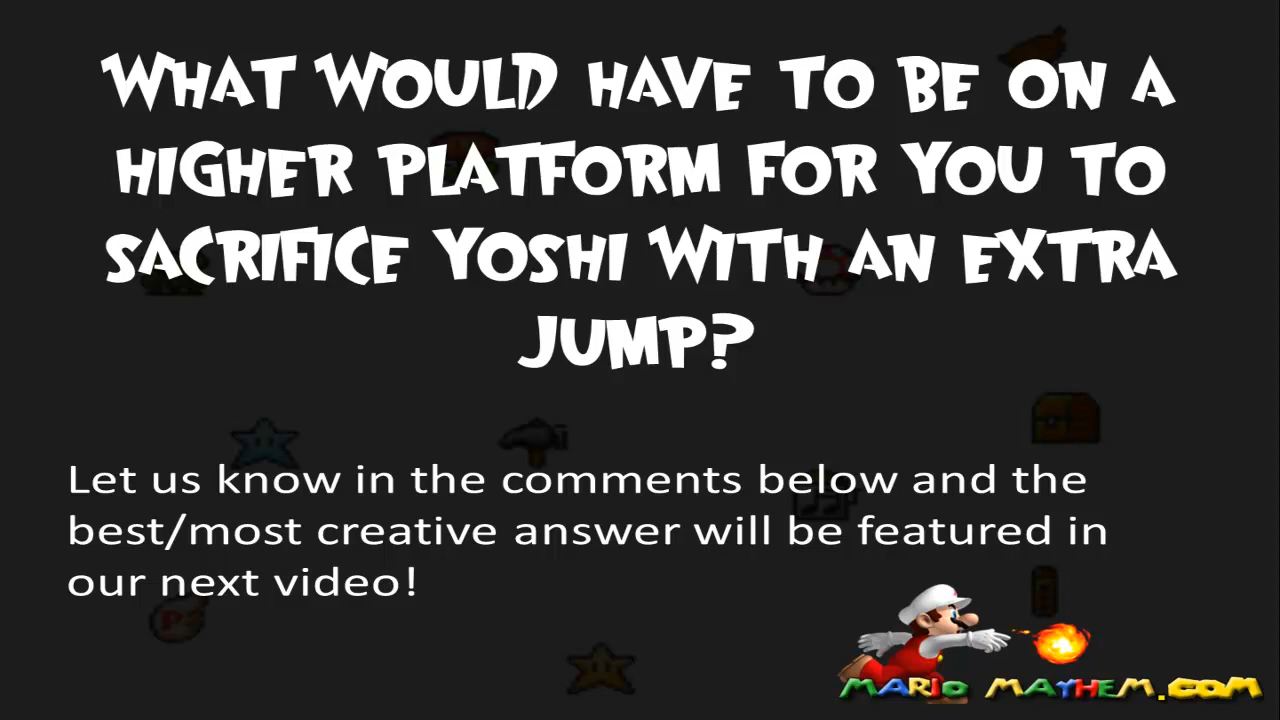 WHAT WOULD HAVE TO BE ON A
HIGHER PLATFORM FOR YOU TO
SACRIFICE YOSHI WITH AN EXTRA
JUMP?
Let us know in the comments below and the
best/most creative answer will be featured in
our next video!
P
MARIO MAYHEM.COM